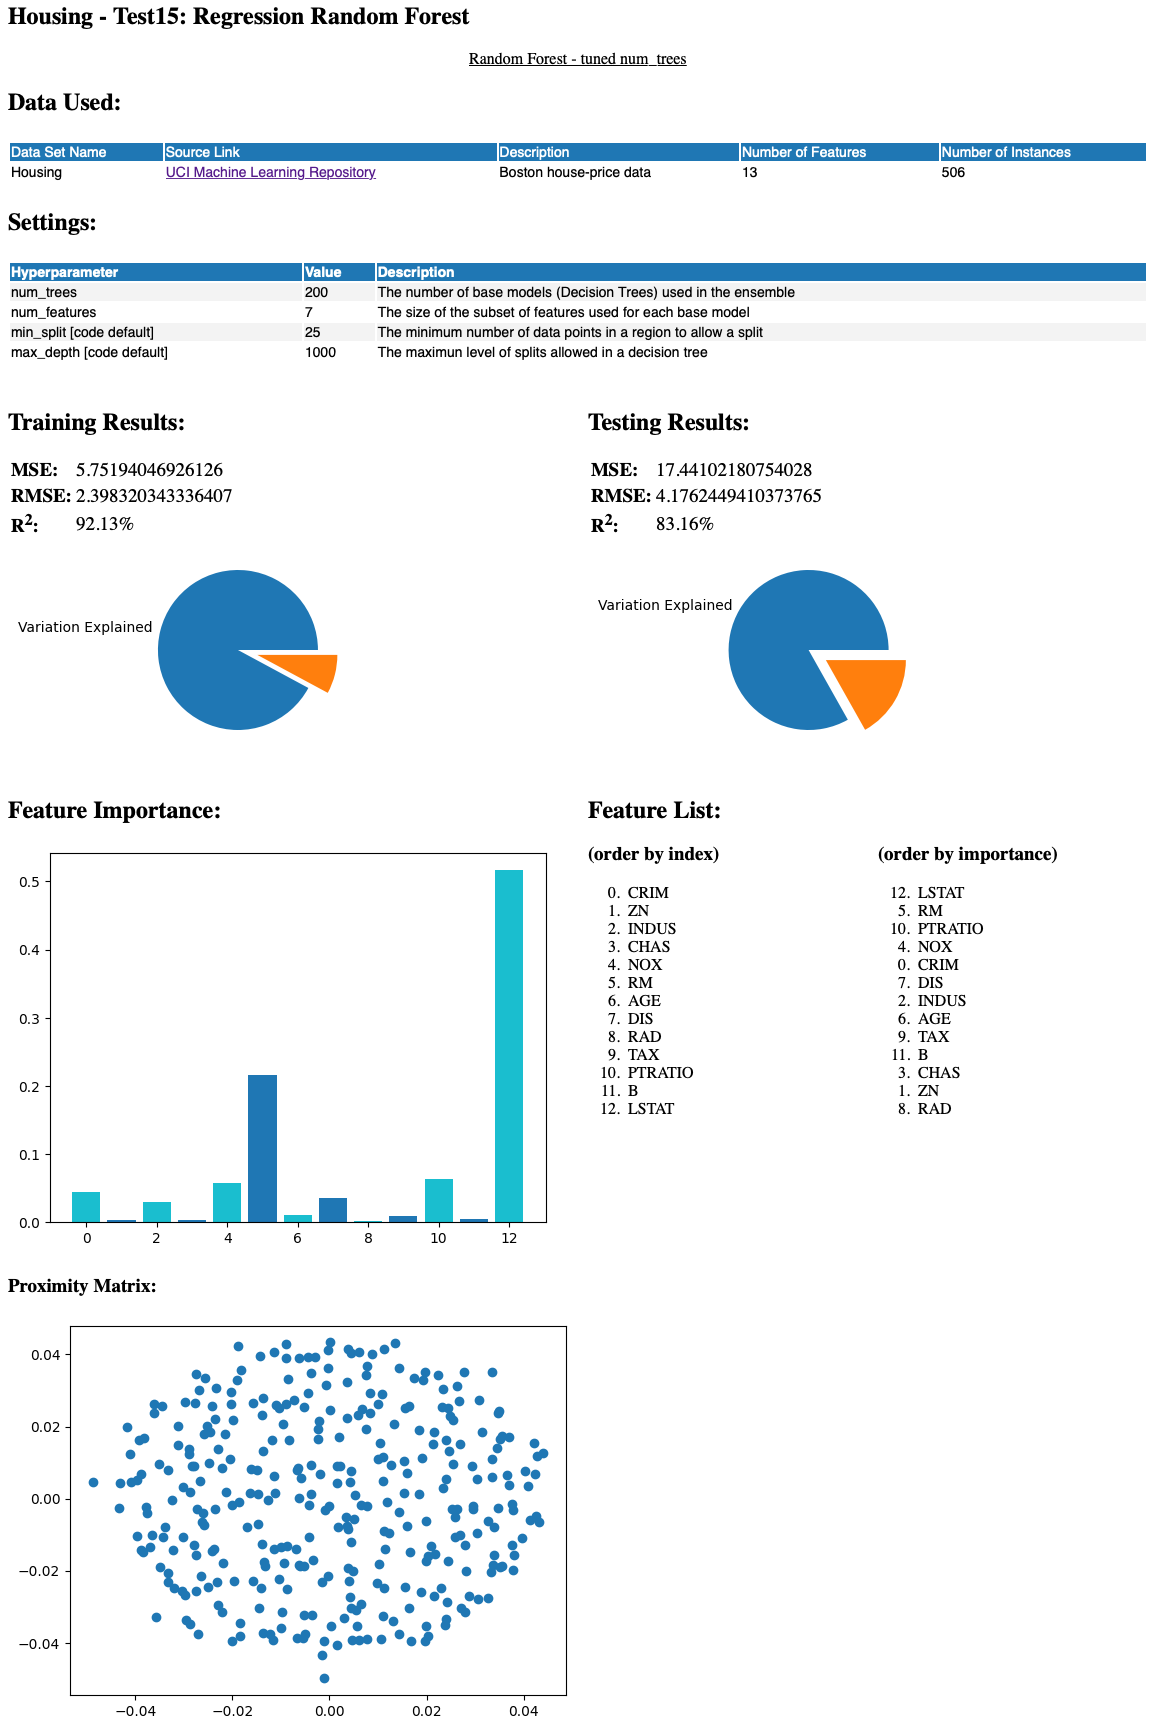 Housing - Test15: Regression Random Forest
Random Forest - tuned num_trees
Data Used:
Data Set Name Source Link Description Number of Features Number of Instances
Housing UCI Machine Learning Repository Boston house-price data 13 506
Settings:
Hyperparameter Value Description
num_trees 200 The number of base models (Decision Trees) used in the ensemble
num_features 7 The size of the subset of features used for each base model
min_split [code default] 25 The minimum number of data points in a region to allow a split
max_depth [code default] 1000 The maximun level of splits allowed in a decision tree
Training Results:
MSE: 5.75194046926126
RMSE: 2.398320343336407
R2: 92.13%
Variation Explained
Testing Results:
MSE: 17.44102180754028
RMSE: 4.1762449410373765
R2: 83.16%
Variation Explained
Feature Importance:
0.5
0.4
0.3
0.2
0.1
0.0
0 2 4 6 8 10 12
Feature List:
(order by index)
0. CRIM
1. ZN
2. INDUS
3. CHAS
4. NOX
5. RM
6. AGE
7. DIS
8. RAD
9. TAX
10. PTRATIO
11. B
12. LSTAT
(order by importance)
12. LSTAT
5. RM
10. PTRATIO
4. NOX
0. CRIM
7. DIS
2. INDUS
6. AGE
9. TAX
11. B
3. CHAS
1. ZN
8. RAD
Proximity Matrix:
0.04
0.02
0.00
−0.02
−0.04
−0.04 −0.02 0.00 0.02 0.04